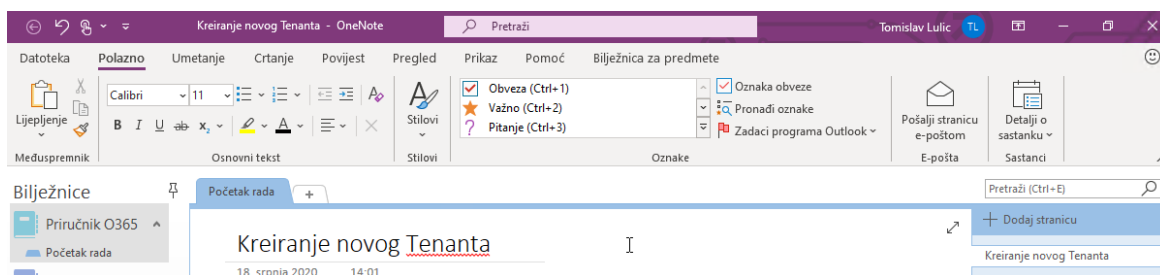 Kreiranje novog Tenanta - OneNote
Pretraži
Tomislav Lulic TL
Datoteka Polazno Umetanje Crtanje Povijest Pregled Prikaz Pomoć Bilježnica za predmete
Lijepljenje
Međuspremnik
Calibri 11
B I U ab x₂ A
Osnovni tekst
Stilovi
Stilovi
Obveza (Ctrl+1)
Važno (Ctrl+2)
Pitanje (Ctrl+3)
Oznaka obveze
Pronađi oznake
Zadaci programa Outlook
Oznake
Pošalji stranicu
e-poštom
E-pošta
Detalji o
sastanku
Sastanci
Bilježnice
Priručnik O365
Početak rada
Početak rada +
Pretraži (Ctrl+E)
Dodaj stranicu
Kreiranje novog Tenanta
Kreiranje novog Tenanta
18. srpnja 2020 14:01